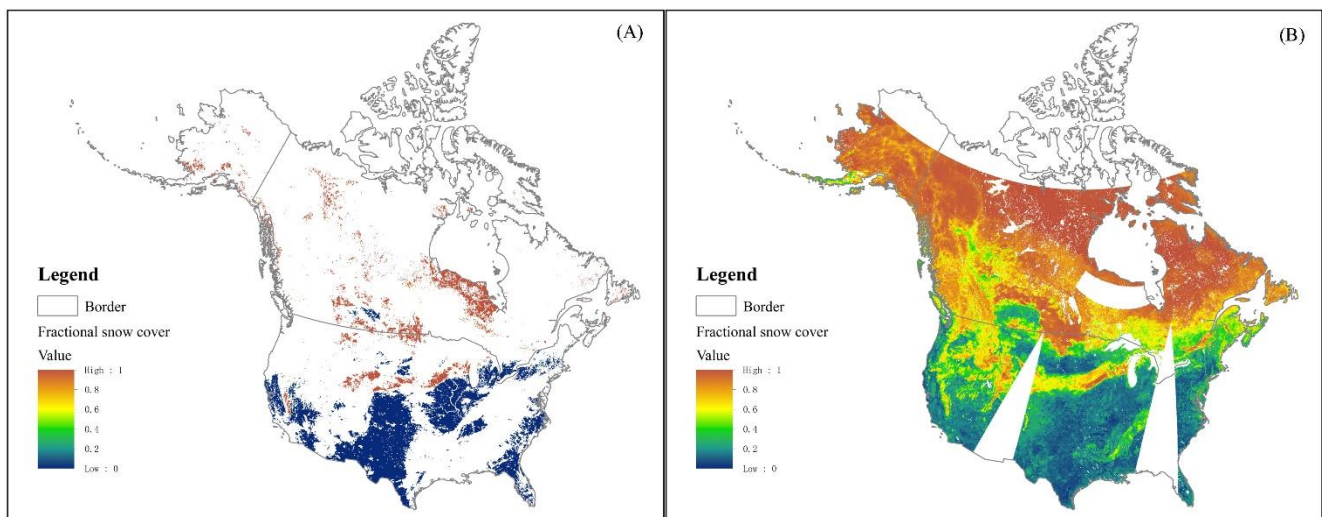 (A)
Legend
Border
Fractional snow cover
Value
High : 1
0.8
0.6
0.4
0.2
Low : 0
(B)
Legend
Border
Fractional snow cover
Value
High : 1
0.8
0.6
0.4
0.2
Low : 0